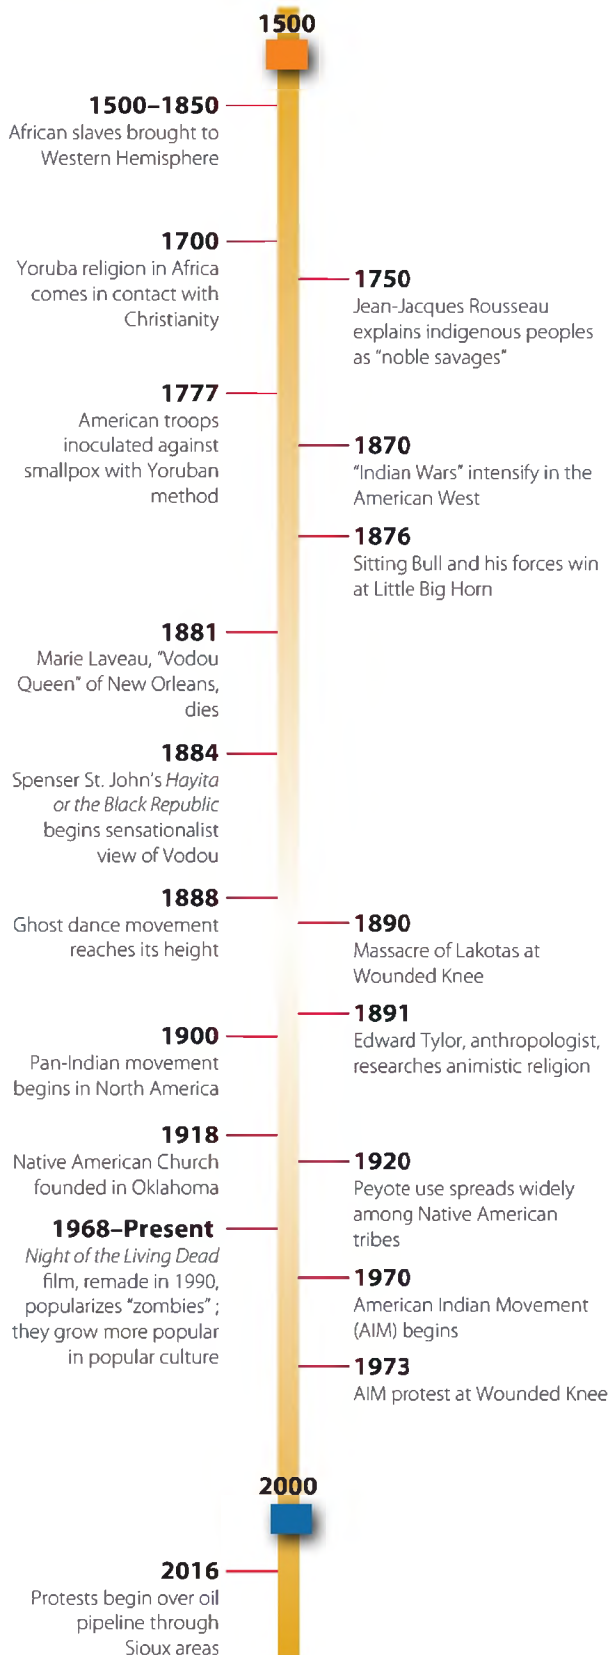 1500
1500–1850
African slaves brought to
Western Hemisphere
1700
Yoruba religion in Africa
comes in contact with
Christianity
1750
Jean-Jacques Rousseau
explains indigenous peoples
as "noble savages"
1777
American troops
inoculated against
smallpox with Yoruban
method
1870
"Indian Wars" intensify in the
American West
1876
Sitting Bull and his forces win
at Little Big Horn
1881
Marie Laveau, "Vodou
Queen" of New Orleans,
dies
1884
Spenser St. John's Hayita
or the Black Republic
begins sensationalist
view of Vodou
1888
Ghost dance movement
reaches its height
1890
Massacre of Lakotas at
Wounded Knee
1891
Edward Tylor, anthropologist,
researches animistic religion
1900
Pan-Indian movement
begins in North America
1918
Native American Church
founded in Oklahoma
1920
Peyote use spreads widely
among Native American
tribes
1968–Present
Night of the Living Dead
film, remade in 1990,
popularizes "zombies" ;
they grow more popular
in popular culture
1970
American Indian Movement
(AIM) begins
1973
AIM protest at Wounded Knee
2000
2016
Protests begin over oil
pipeline through
Sioux areas